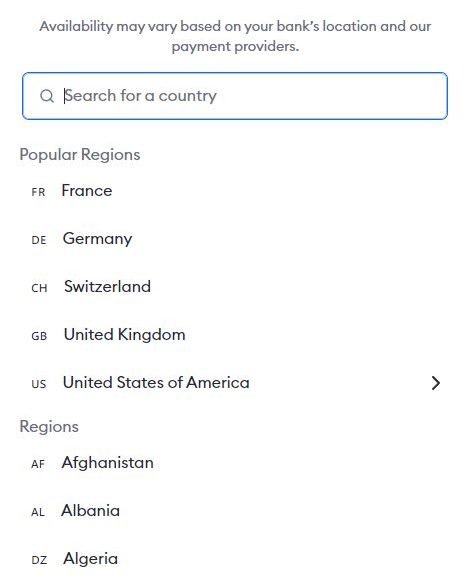 Availability may vary based on your bank’s location and our
payment providers.
Search for a country
Popular Regions
FR France
DE Germany
CH Switzerland
GB United Kingdom
US United States of America
Regions
AF Afghanistan
AL Albania
DZ Algeria